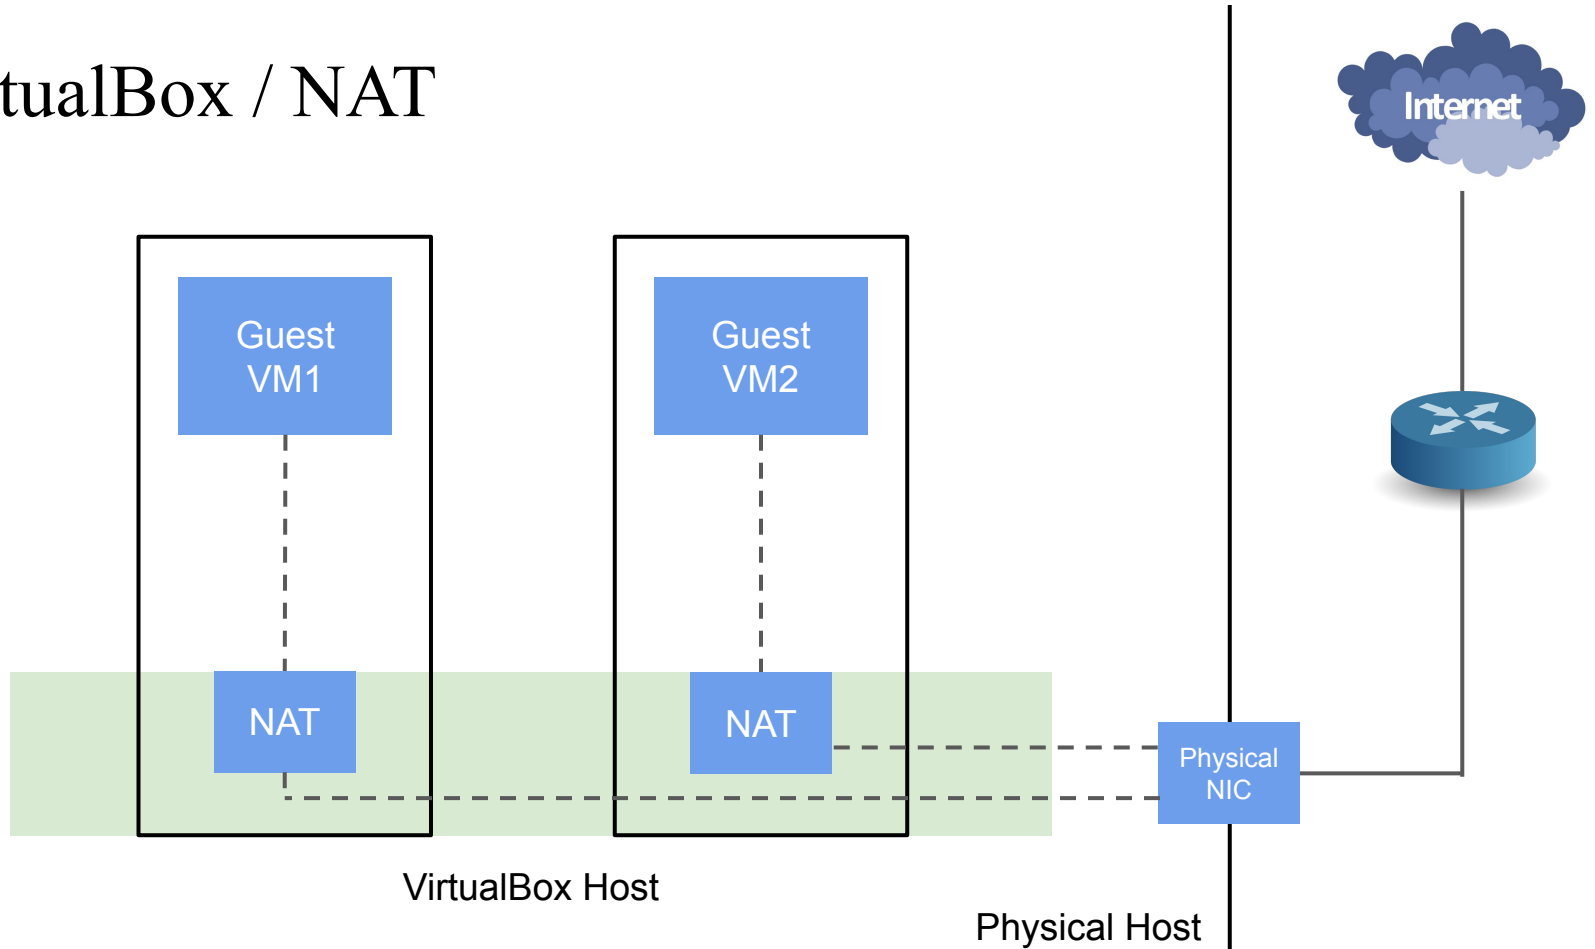 tualBox / NAT
Internet
Guest
VM1
Guest
VM2
NAT
NAT
Physical
NIC
VirtualBox Host
Physical Host